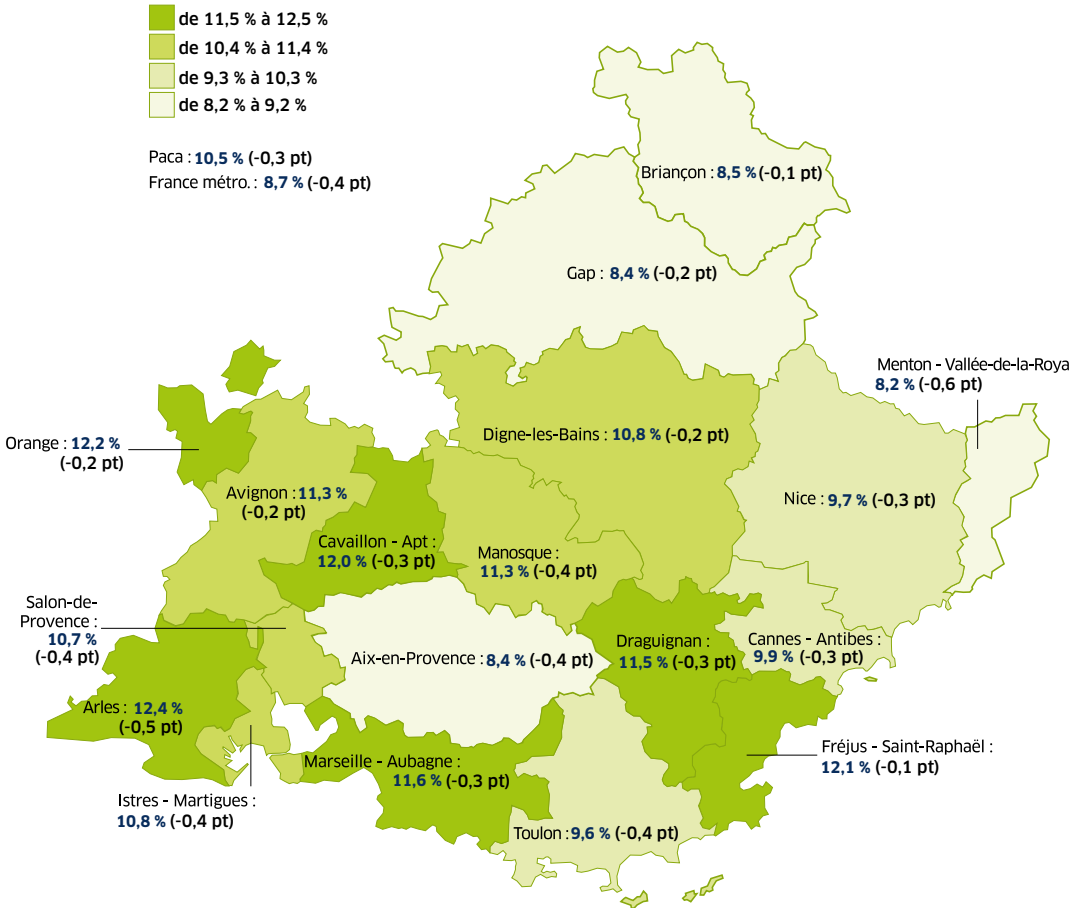 de 11,5 % à 12,5 %
de 10,4 % à 11,4 %
de 9,3 % à 10,3 %
de 8,2 % à 9,2 %
Paca : 10,5 % (-0,3 pt)
France métro. : 8,7 % (-0,4 pt)
Briançon : 8,5 % (-0,1 pt)
Gap : 8,4 % (-0,2 pt)
Menton - Vallée-de-la-Roya
8,2 % (-0,6 pt)
Digne-les-Bains : 10,8 % (-0,2 pt)
Orange : 12,2 %
(-0,2 pt)
Avignon : 11,3 %
(-0,2 pt)
Nice : 9,7 % (-0,3 pt)
Cavaillon - Apt :
12,0 % (-0,3 pt)
Manosque :
11,3 % (-0,4 pt)
Salon-de-
Provence :
10,7 %
(-0,4 pt)
Aix-en-Provence : 8,4 % (-0,4 pt)
Draguignan :
11,5 % (-0,3 pt)
Cannes - Antibes :
9,9 % (-0,3 pt)
Arles : 12,4 %
(-0,5 pt)
Marseille - Aubagne :
11,6 % (-0,3 pt)
Fréjus - Saint-Raphaël :
12,1 % (-0,1 pt)
Istres - Martigues :
10,8 % (-0,4 pt)
Toulon : 9,6 % (-0,4 pt)